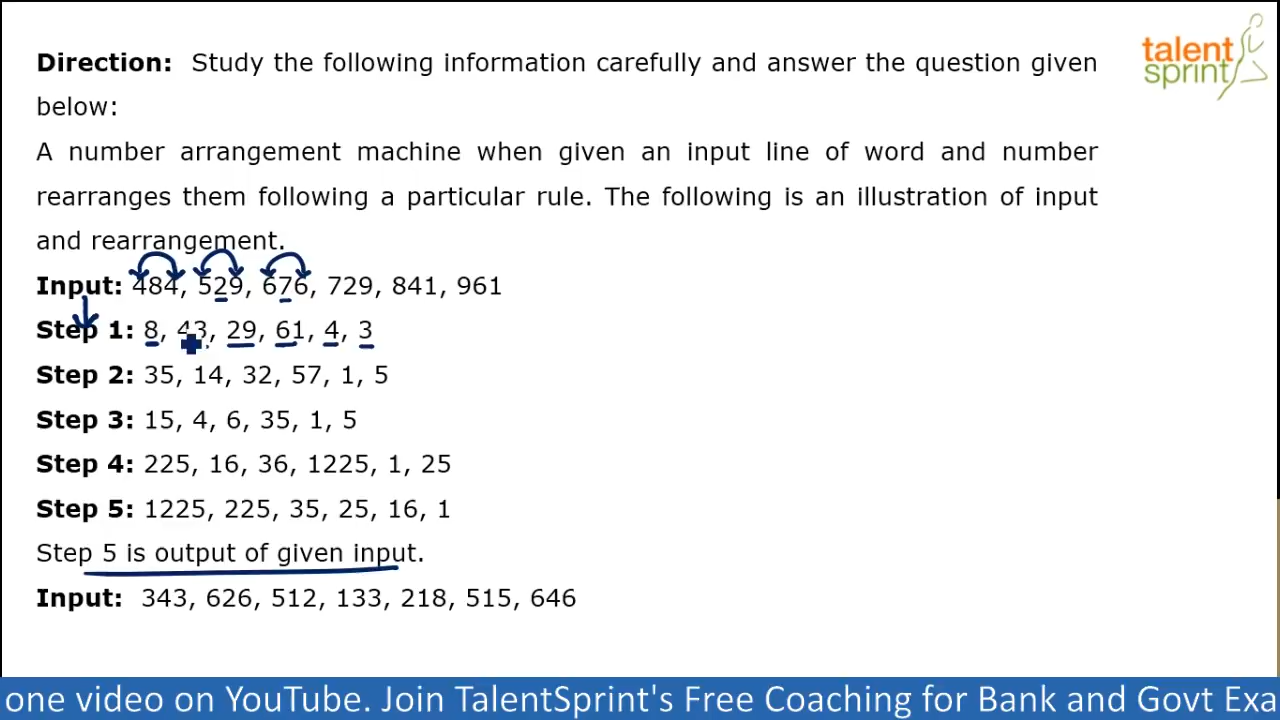 talent
sprint
Direction: Study the following information carefully and answer the question given
below:
A number arrangement machine when given an input line of word and number
rearranges them following a particular rule. The following is an illustration of input
and rearrangement.
Input: 484, 529, 676, 729, 841, 961
Step 1: 8, 43, 29, 61, 4, 3
Step 2: 35, 14, 32, 57, 1, 5
Step 3: 15, 4, 6, 35, 1, 5
Step 4: 225, 16, 36, 1225, 1, 25
Step 5: 1225, 225, 35, 25, 16, 1
Step 5 is output of given input.
Input: 343, 626, 512, 133, 218, 515, 646
one video on YouTube. Join TalentSprint's Free Coaching for Bank and Govt Exa